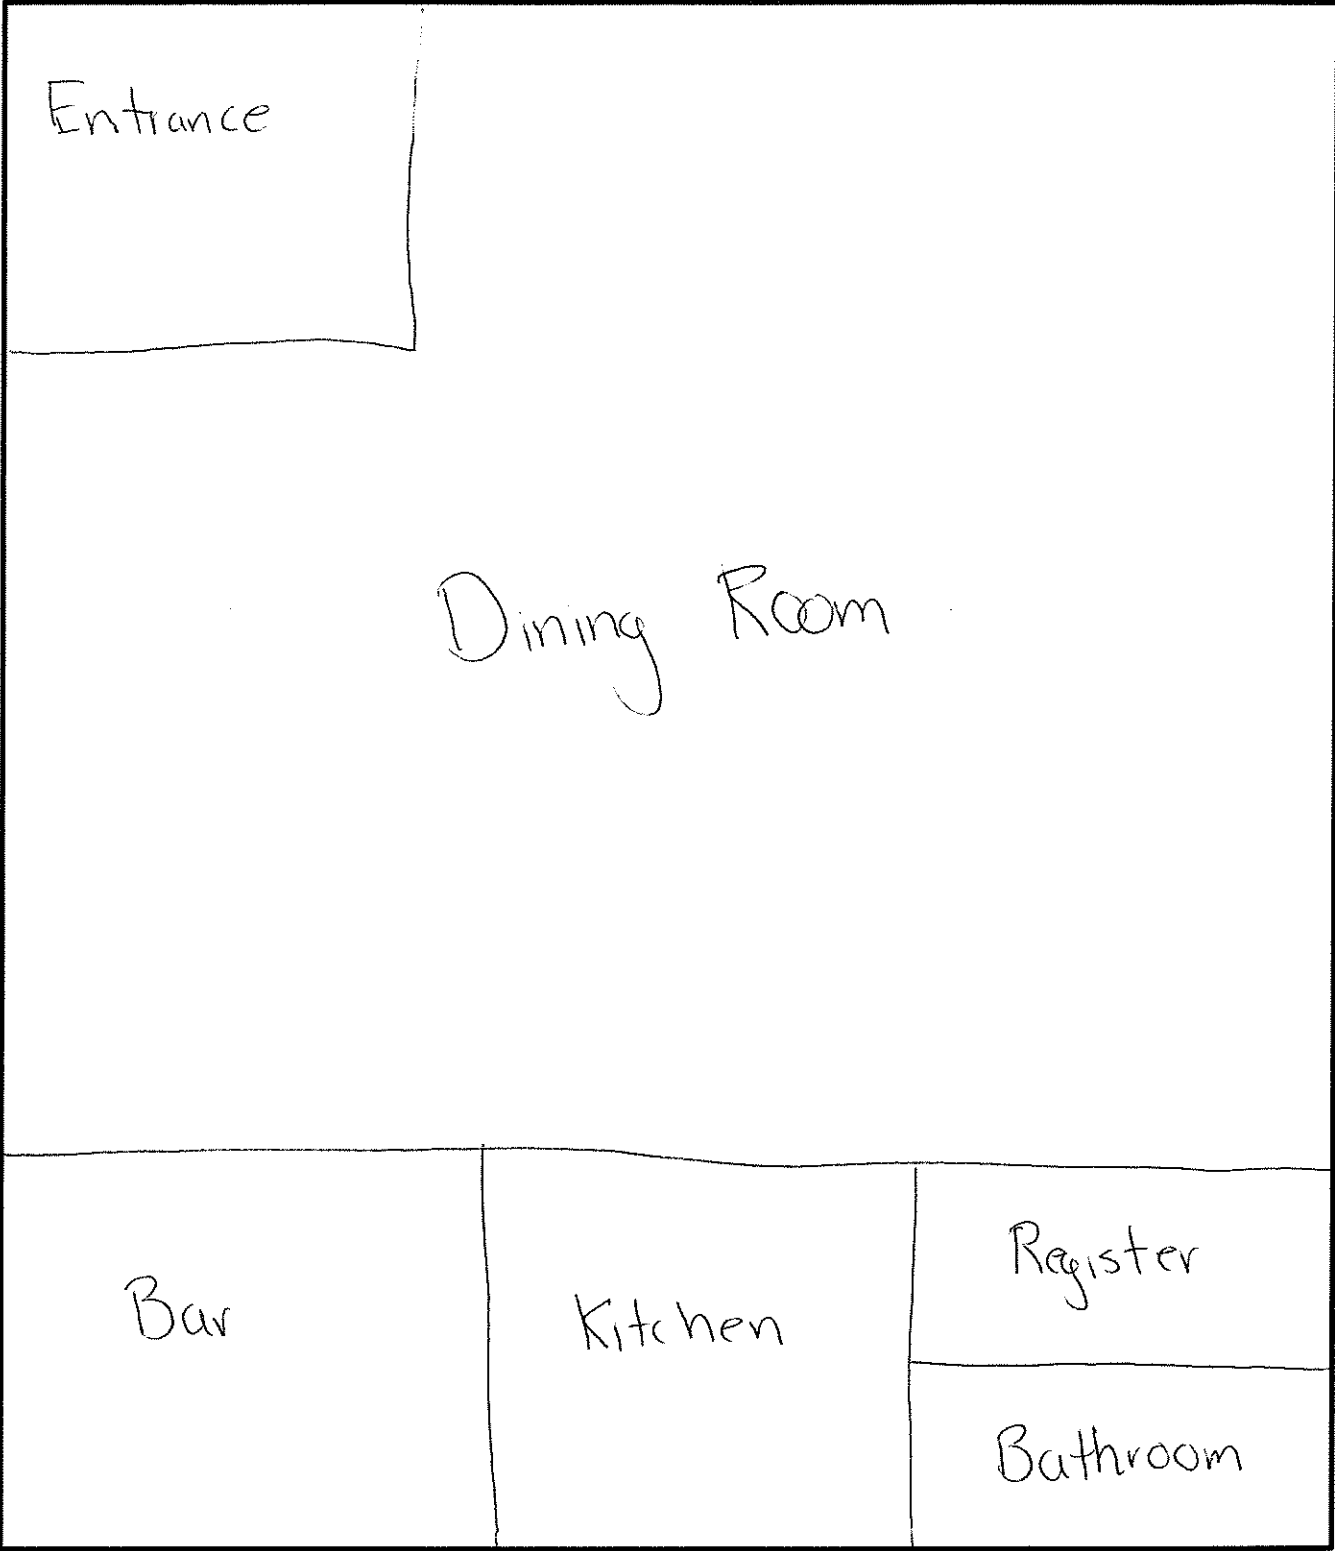 Entrance
Dining Room
Bar
Kitchen
Register
Bathroom